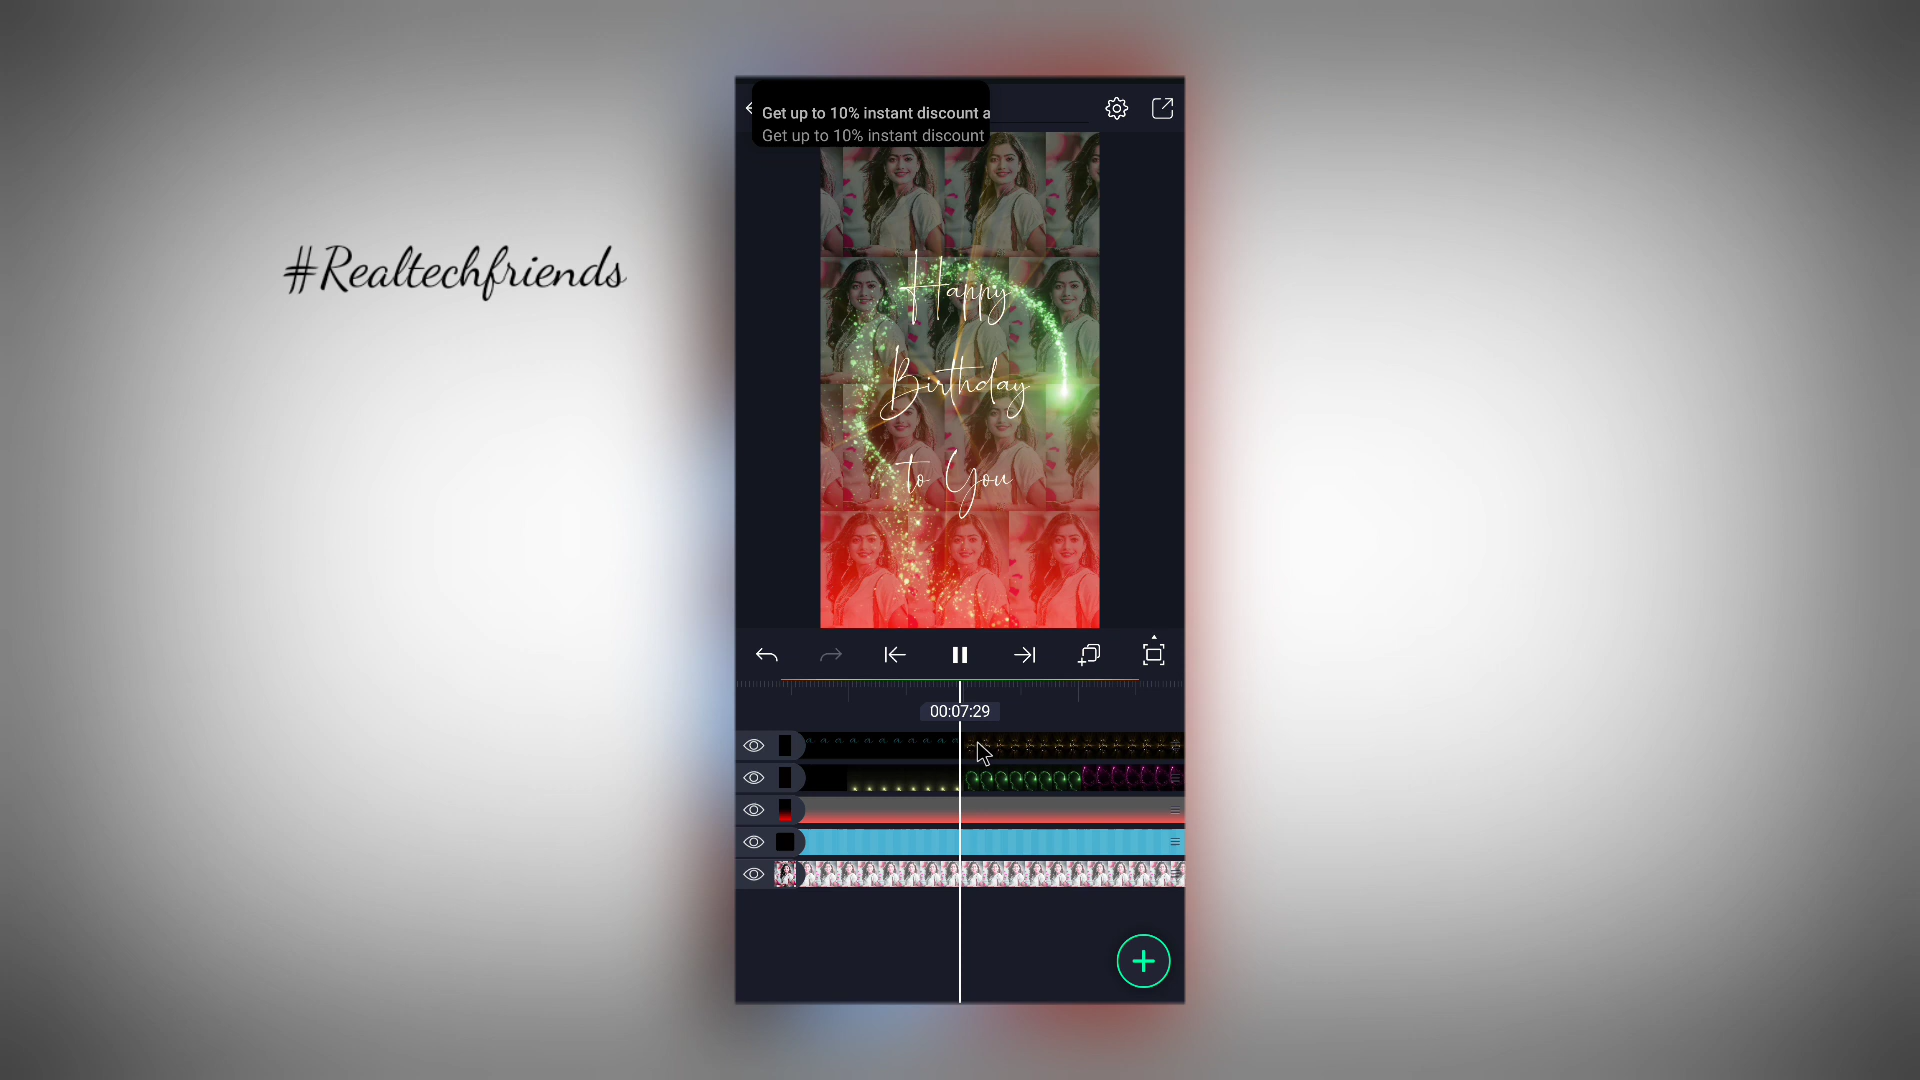 Get up to 10% instant discount a
Get up to 10% instant discount
#Realtechfriends
Happy
Birthday
to You
00:07:29